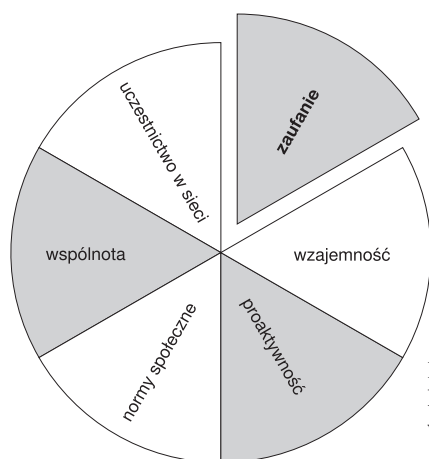 zaufanie
wzajemność
proaktywność
normy społeczne
wspólnota
uczestnictwo w sieci